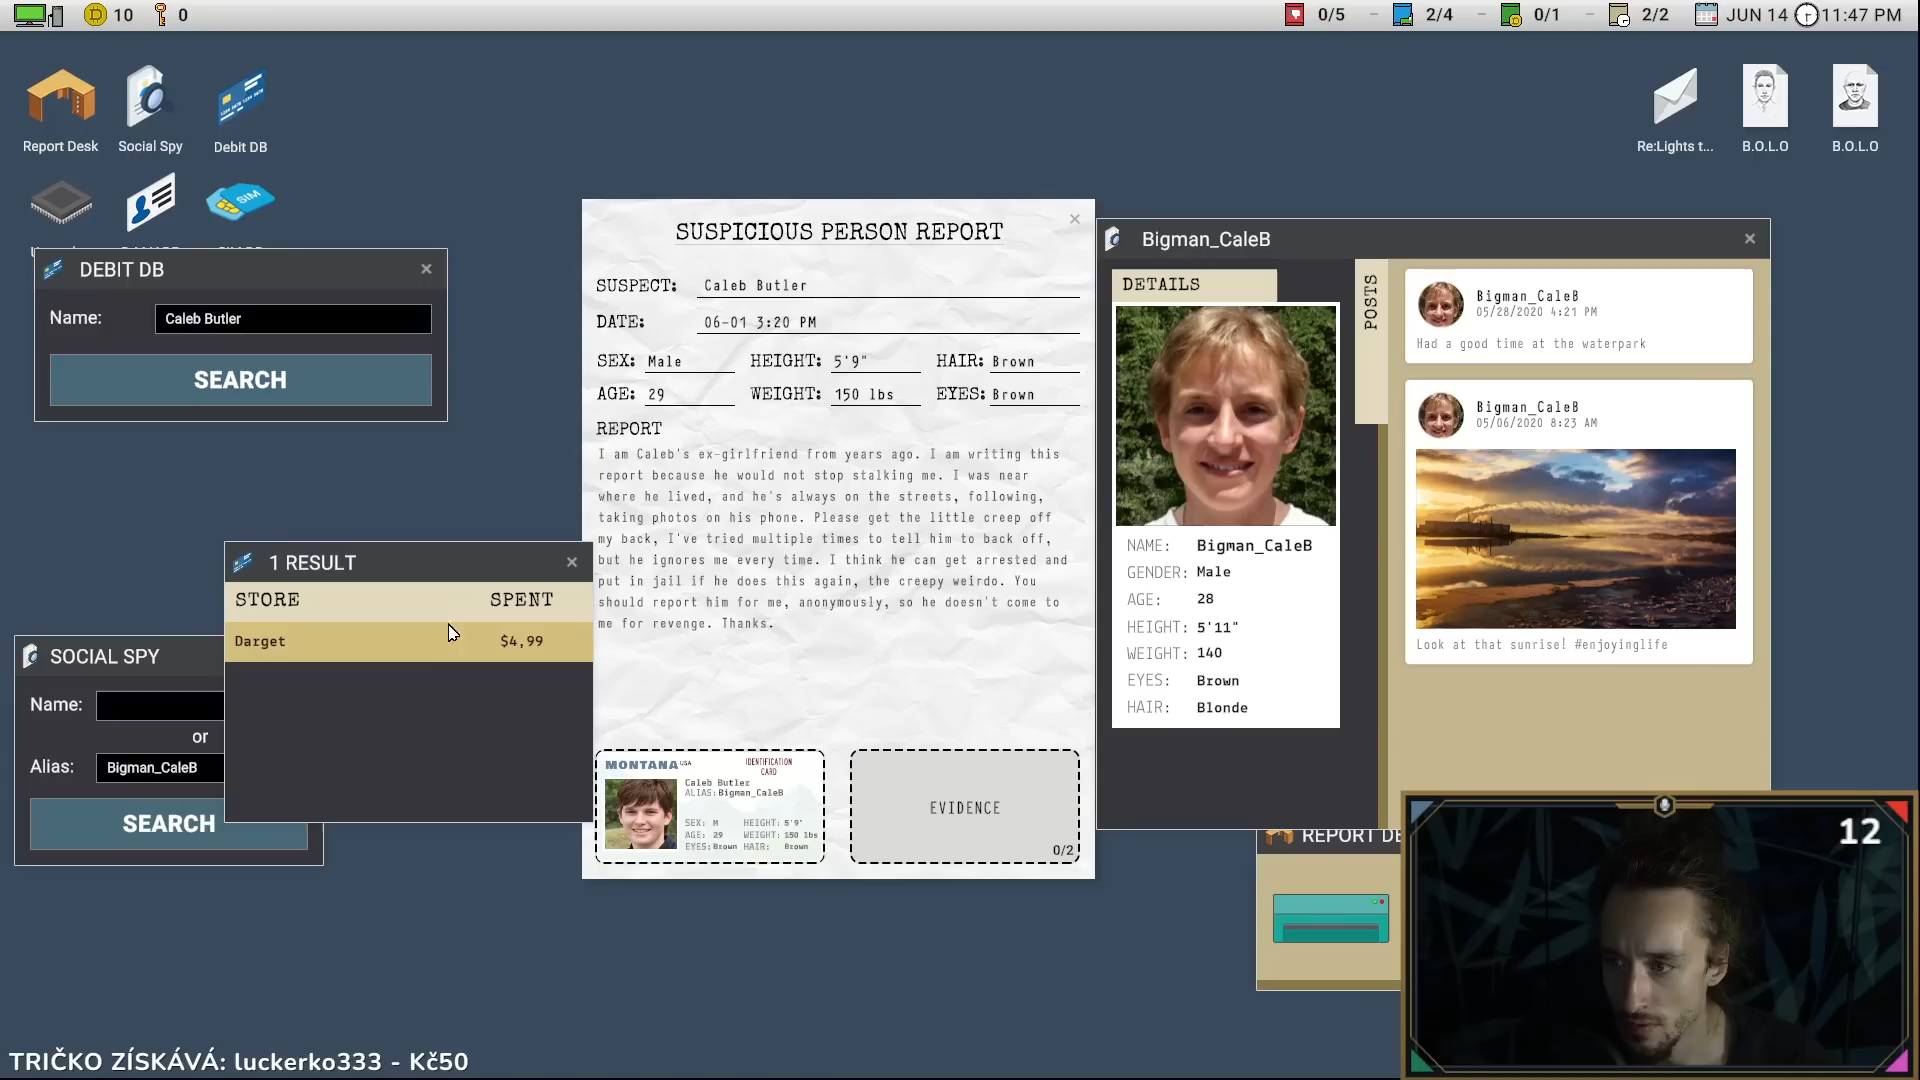 10
0
0/5
2/4
0/1
2/2
JUN 14
11:47 PM
Report Desk
Social Spy
Debit DB
SIM
Re:Lights t...
B.O.L.O
B.O.L.O
DEBIT DB
Name:
Caleb Butler
SEARCH
1 RESULT
STORE
SPENT
Darget
$4,99
SOCIAL SPY
Name:
or
Alias:
Bigman_CaleB
SEARCH
SUSPICIOUS PERSON REPORT
SUSPECT: Caleb Butler
DATE: 06-01 3:20 PM
SEX: Male HEIGHT: 5'9" HAIR: Brown
AGE: 29 WEIGHT: 150 lbs EYES: Brown
REPORT
I am Caleb's ex-girlfriend from years ago. I am writing this
report because he would not stop stalking me. I was near
where he lived, and he's always on the streets, following,
taking photos on his phone. Please get the little creep off
my back, I've tried multiple times to tell him to back off,
but he ignores me every time. I think he can get arrested and
put in jail if he does this again, the creepy weirdo. You
should report him for me, anonymously, so he doesn't come to
me for revenge. Thanks.
MONTANA USA
IDENTIFICATION
CARD
Caleb Butler
ALIAS: Bigman_CaleB
SEX: M HEIGHT: 5'9"
AGE: 29 WEIGHT: 150 lbs
EYES: Brown HAIR: Brown
EVIDENCE
0/2
Bigman_CaleB
DETAILS
NAME: Bigman_CaleB
GENDER: Male
AGE: 28
HEIGHT: 5'11"
WEIGHT: 140
EYES: Brown
HAIR: Blonde
POSTS
Bigman_CaleB
05/28/2020 4:21 PM
Had a good time at the waterpark
Bigman_CaleB
05/06/2020 8:23 AM
Look at that sunrise! #enjoyinglife
REPORT DE
12
TRIČKO ZÍSKÁVÁ: luckerko333 - Kč50